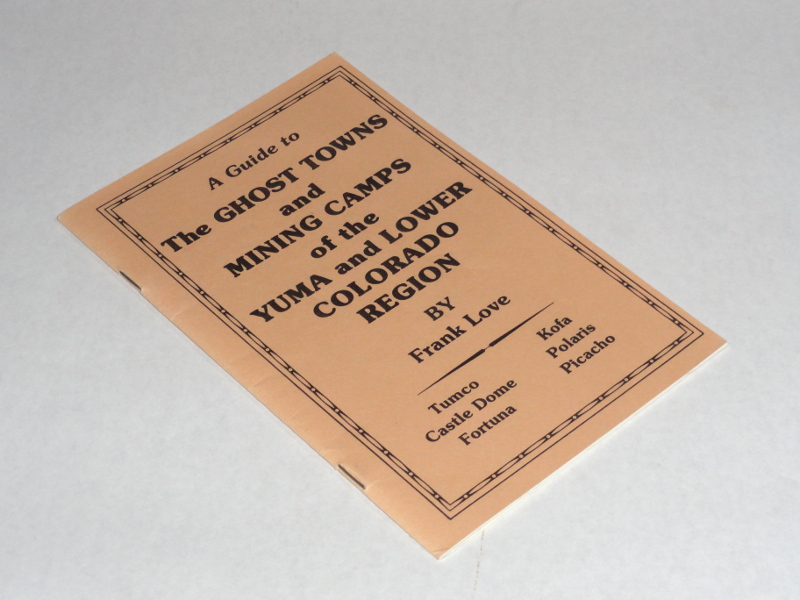 A Guide to
The GHOST TOWNS
and
MINING CAMPS
of the
YUMA and LOWER
COLORADO
REGION
BY
Frank Love
Tumco
Castle Dome
Fortuna
Kofa
Polaris
Picacho